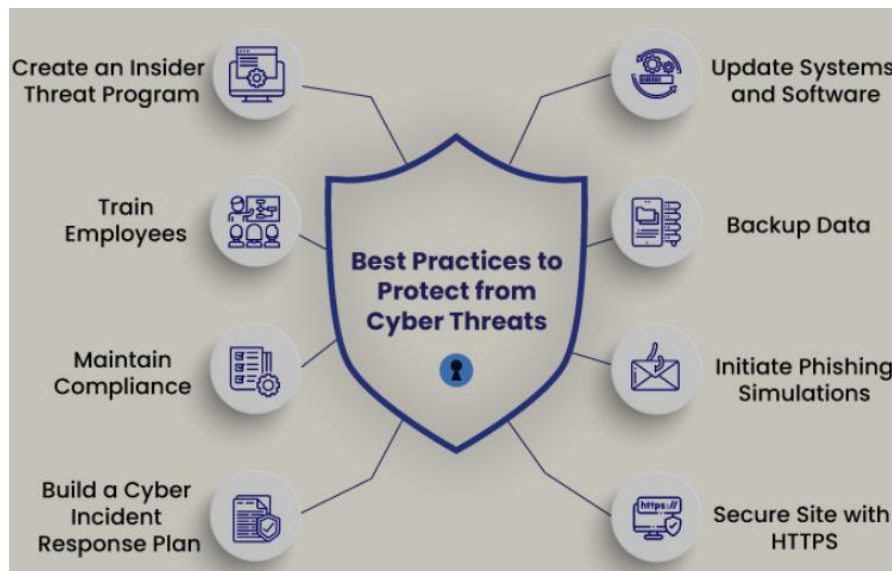 Create an Insider
Threat Program
Train
Employees
Maintain
Compliance
Build a Cyber
Incident
Response Plan
Best Practices to
Protect from
Cyber Threats
Update Systems
and Software
Backup Data
Initiate Phishing
Simulations
https://
Secure Site with
HTTPS